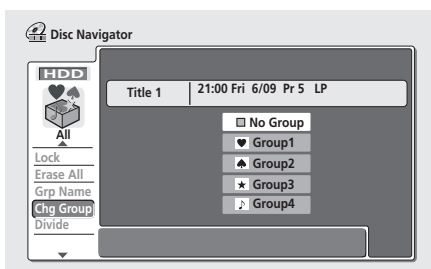 Disc Navigator
HDD
All
Lock
Erase All
Grp Name
Chg Group
Divide
Title 1 21:00 Fri 6/09 Pr 5 LP
No Group
Group1
Group2
Group3
Group4